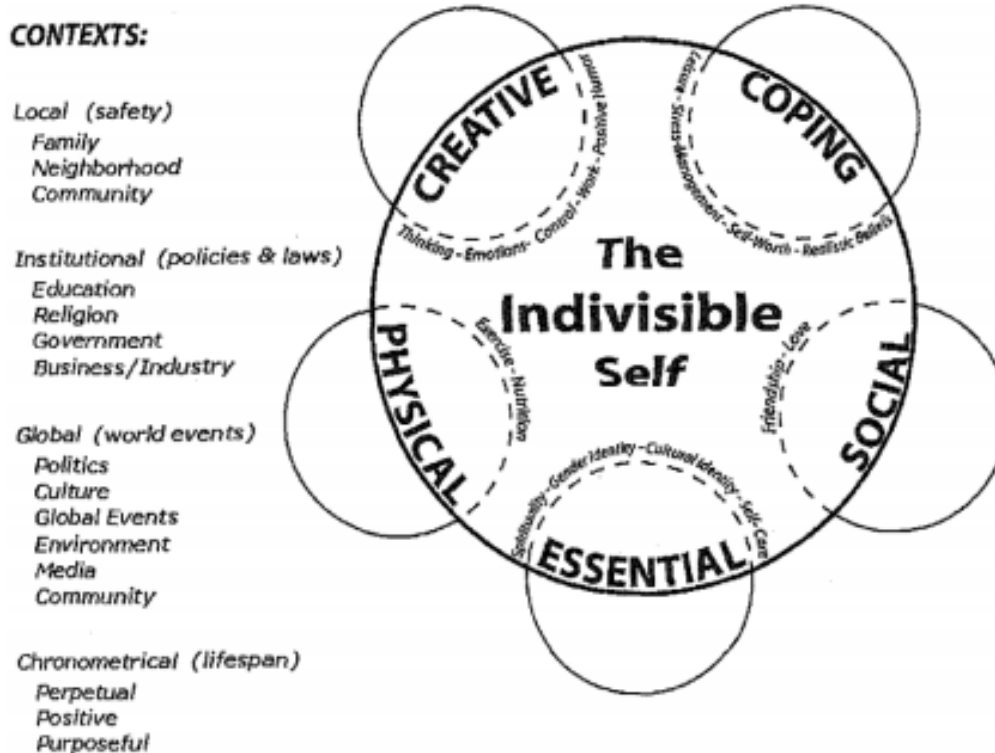 CONTEXTS:
Local (safety)
Family
Neighborhood
Community
Institutional (policies & laws)
Education
Religion
Government
Business/Industry
Global (world events)
Politics
Culture
Global Events
Environment
Media
Community
Chronometrical (lifespan)
Perpetual
Positive
Purposeful
CREATIVE
Thinking - Emotions - Control - Work - Positive Humor
COPING
Leisure - Stress-Management - Self-Worth - Realistic Beliefs
The
Indivisible
Self
PHYSICAL
Exercise - Nutrition
SOCIAL
Friendship - Love
ESSENTIAL
Spirituality - Gender Identity - Cultural Identity - Self-Care